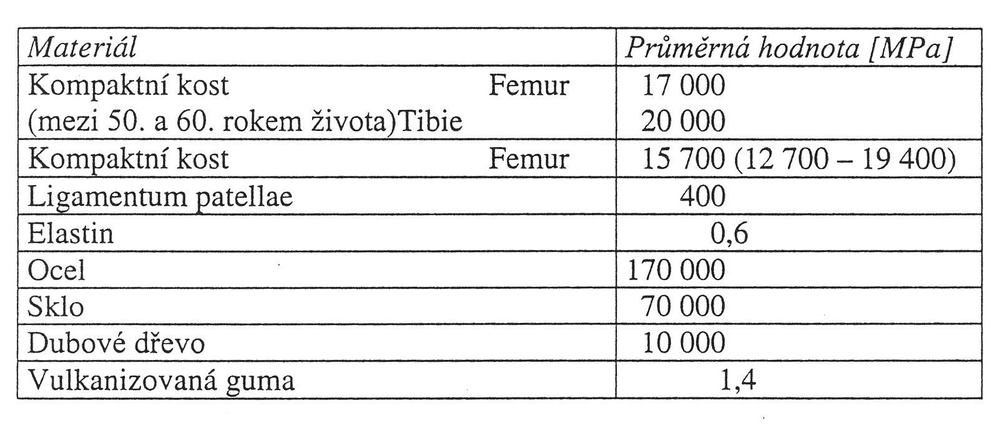 Materiál Průměrná hodnota [MPa]
Kompaktní kost Femur 17 000
(mezi 50. a 60. rokem života)Tibie 20 000
Kompaktní kost Femur 15 700 (12 700 – 19 400)
Ligamentum patellae 400
Elastin 0,6
Ocel 170 000
Sklo 70 000
Dubové dřevo 10 000
Vulkanizovaná guma 1,4